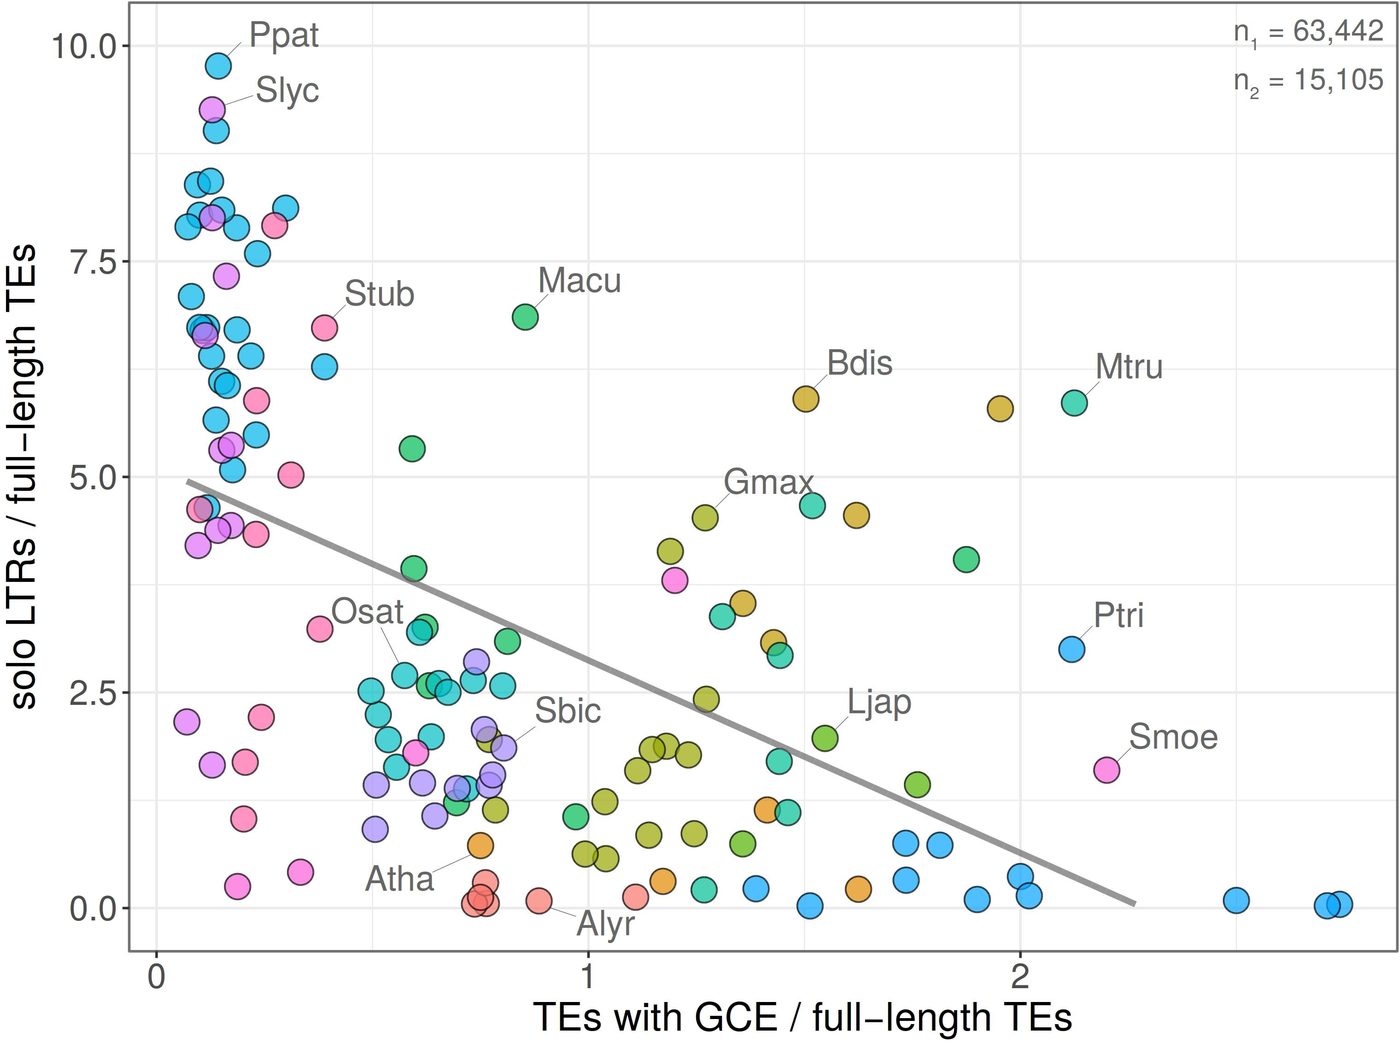 10.0
7.5
5.0
2.5
0.0
0
1
2
solo LTRs / full−length TEs
TEs with GCE / full−length TEs
n1 = 63,442
n2 = 15,105
Ppat
Slyc
Stub
Macu
Bdis
Mtru
Gmax
Osat
Ptri
Ljap
Sbic
Smoe
Atha
Alyr